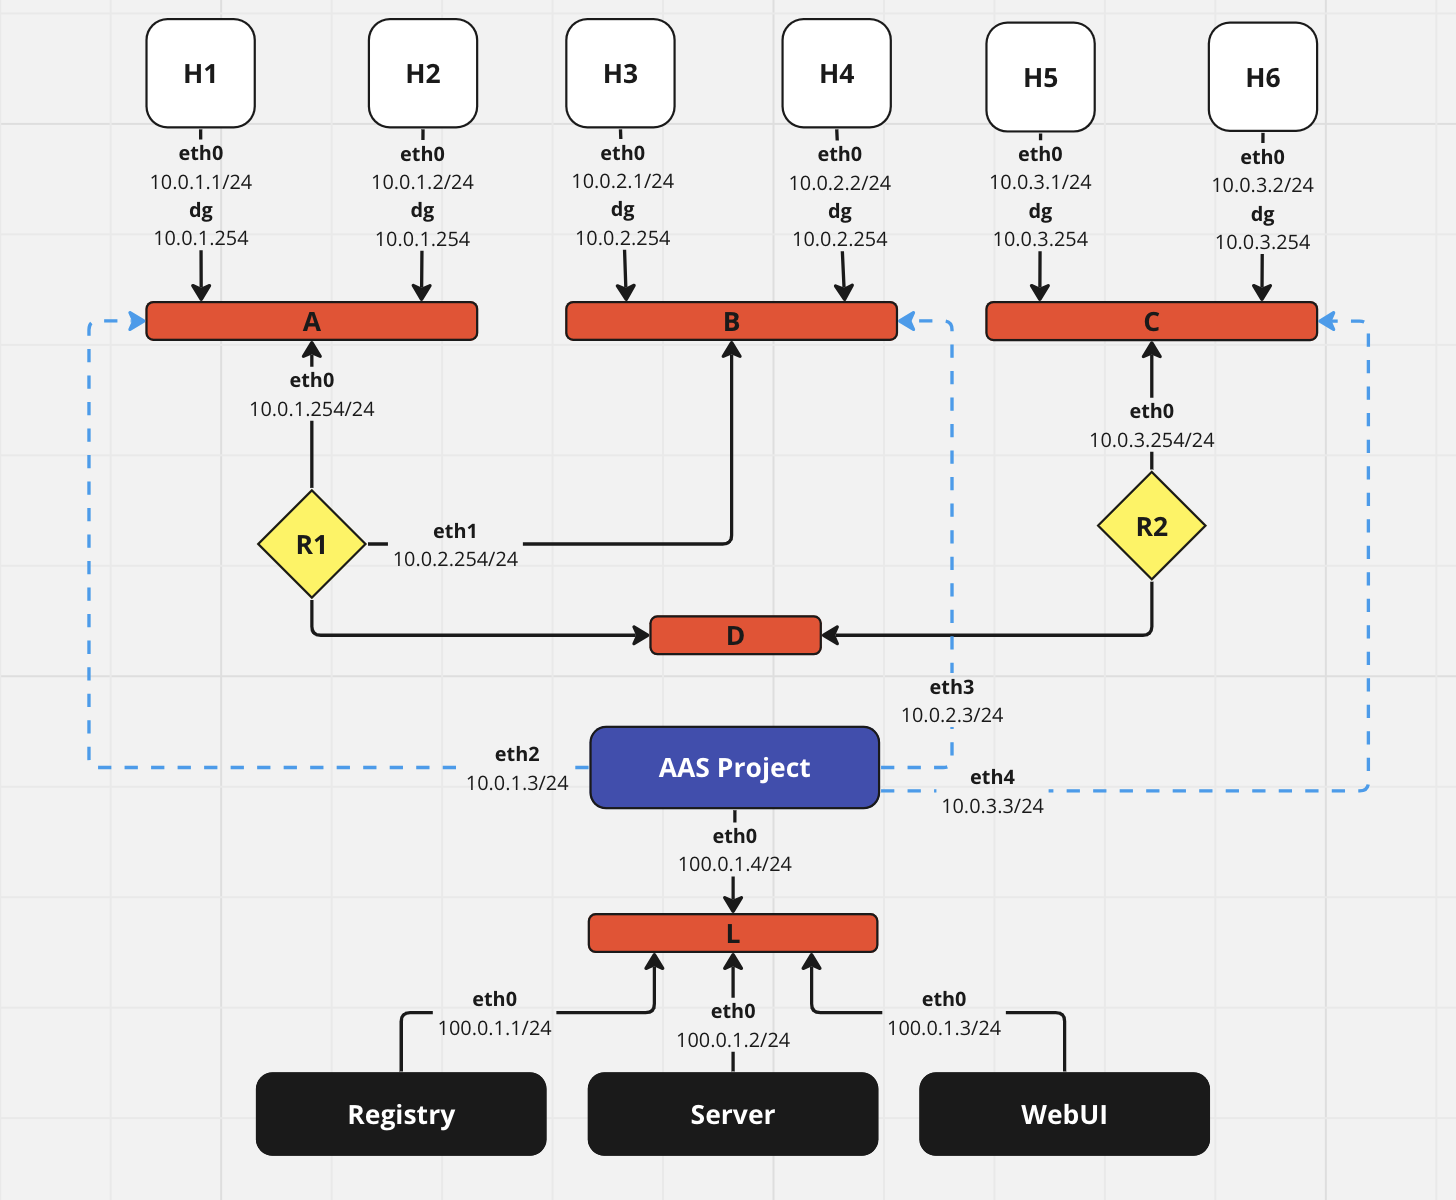 H1
H2
H3
H4
H5
H6
eth0
10.0.1.1/24
dg
10.0.1.254
eth0
10.0.1.2/24
dg
10.0.1.254
eth0
10.0.2.1/24
dg
10.0.2.254
eth0
10.0.2.2/24
dg
10.0.2.254
eth0
10.0.3.1/24
dg
10.0.3.254
eth0
10.0.3.2/24
dg
10.0.3.254
A
B
C
eth0
10.0.1.254/24
eth0
10.0.3.254/24
R1
eth1
10.0.2.254/24
R2
D
eth3
10.0.2.3/24
eth2
10.0.1.3/24
AAS Project
eth4
10.0.3.3/24
eth0
100.0.1.4/24
L
eth0
100.0.1.1/24
eth0
100.0.1.2/24
eth0
100.0.1.3/24
Registry
Server
WebUI